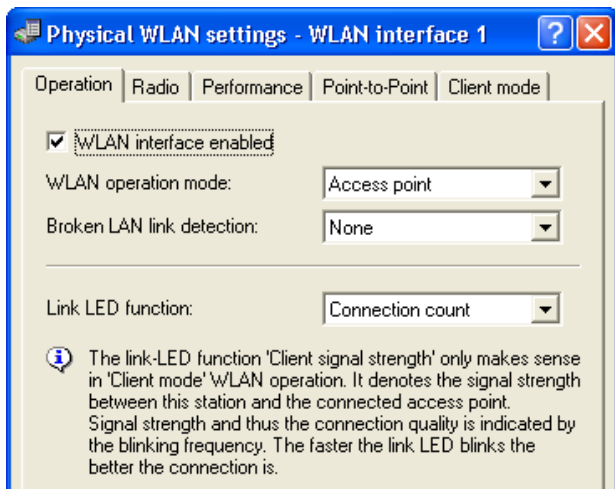 Physical WLAN settings - WLAN interface 1
Operation Radio Performance Point-to-Point Client mode
WLAN interface enabled
WLAN operation mode: Access point
Broken LAN link detection: None
Link LED function: Connection count
The link-LED function 'Client signal strength' only makes sense
in 'Client mode' WLAN operation. It denotes the signal strength
between this station and the connected access point.
Signal strength and thus the connection quality is indicated by
the blinking frequency. The faster the link LED blinks the
better the connection is.